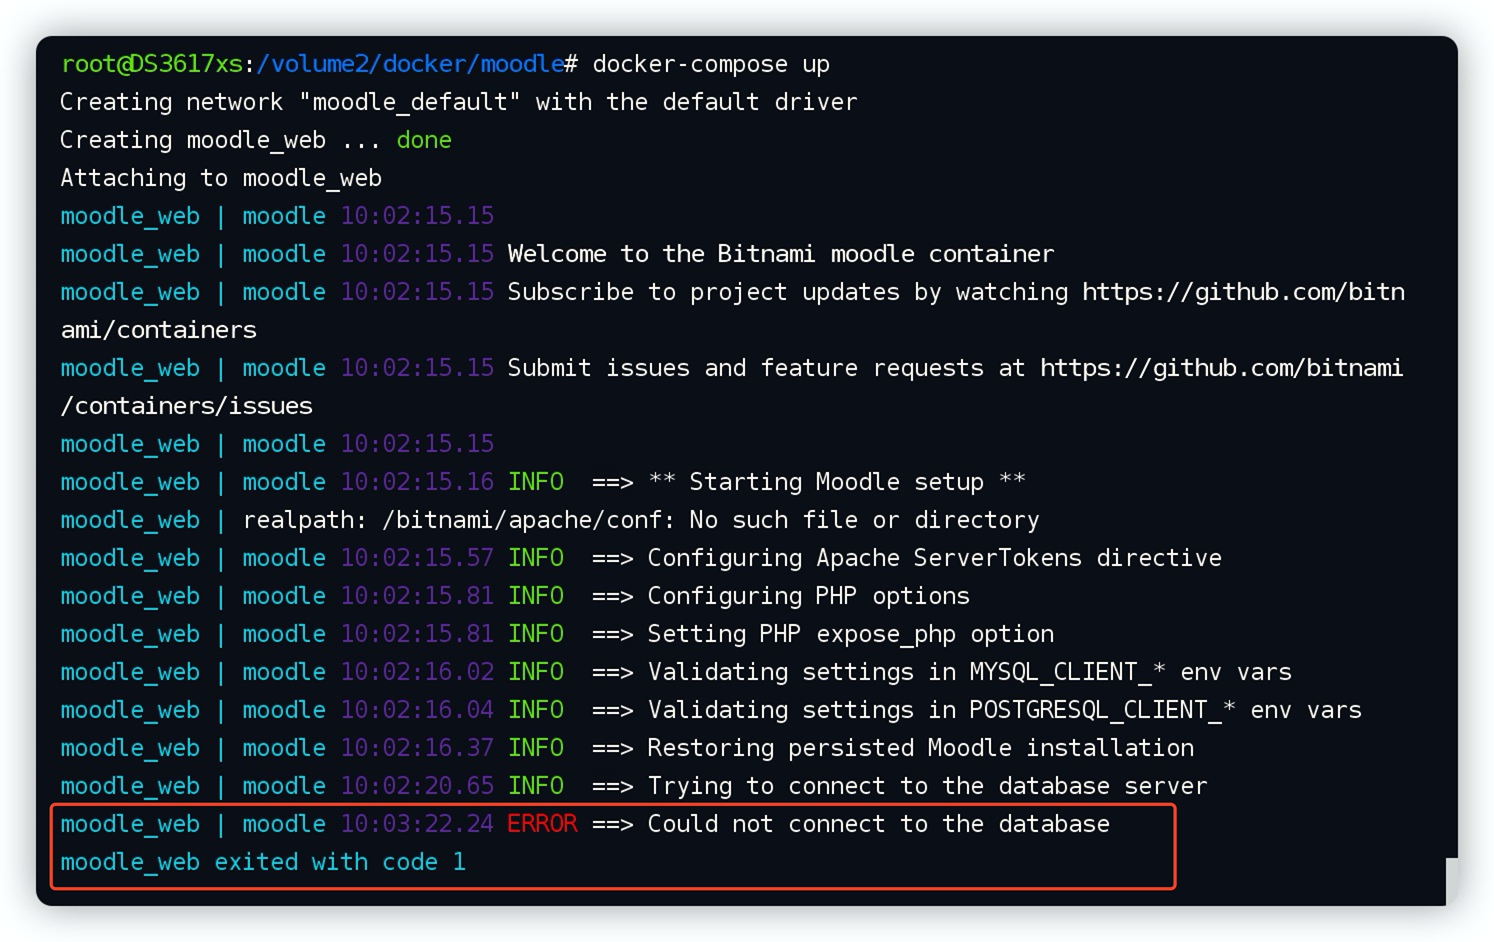 root@DS3617xs:/volume2/docker/moodle# docker-compose up
Creating network "moodle_default" with the default driver
Creating moodle_web ... done
Attaching to moodle_web
moodle_web | moodle 10:02:15.15
moodle_web | moodle 10:02:15.15 Welcome to the Bitnami moodle container
moodle_web | moodle 10:02:15.15 Subscribe to project updates by watching https://github.com/bitn
ami/containers
moodle_web | moodle 10:02:15.15 Submit issues and feature requests at https://github.com/bitnami
/containers/issues
moodle_web | moodle 10:02:15.15
moodle_web | moodle 10:02:15.16 INFO  ==> ** Starting Moodle setup **
moodle_web | realpath: /bitnami/apache/conf: No such file or directory
moodle_web | moodle 10:02:15.57 INFO  ==> Configuring Apache ServerTokens directive
moodle_web | moodle 10:02:15.81 INFO  ==> Configuring PHP options
moodle_web | moodle 10:02:15.81 INFO  ==> Setting PHP expose_php option
moodle_web | moodle 10:02:16.02 INFO  ==> Validating settings in MYSQL_CLIENT_* env vars
moodle_web | moodle 10:02:16.04 INFO  ==> Validating settings in POSTGRESQL_CLIENT_* env vars
moodle_web | moodle 10:02:16.37 INFO  ==> Restoring persisted Moodle installation
moodle_web | moodle 10:02:20.65 INFO  ==> Trying to connect to the database server
moodle_web | moodle 10:03:22.24 ERROR ==> Could not connect to the database
moodle_web exited with code 1